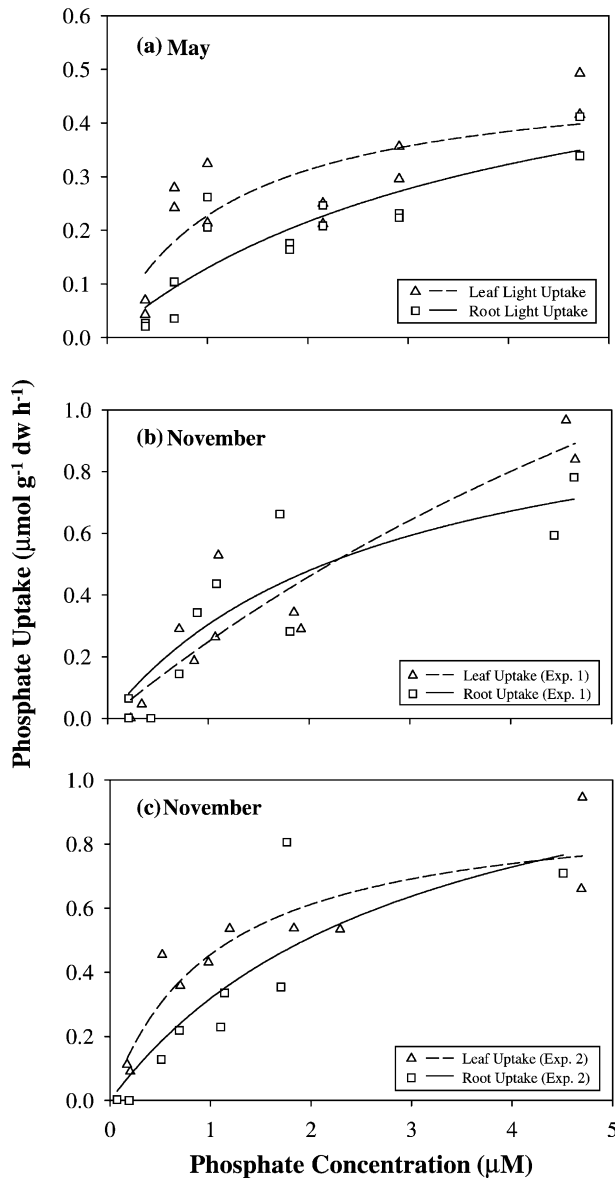 (a) May
0.6
0.5
0.4
0.3
0.2
0.1
0.0
Leaf Light Uptake
Root Light Uptake
(b) November
1.0
0.8
0.6
0.4
0.2
0.0
Leaf Uptake (Exp. 1)
Root Uptake (Exp. 1)
Phosphate Uptake (μmol g⁻¹ dw h⁻¹)
(c) November
1.0
0.8
0.6
0.4
0.2
0.0
Leaf Uptake (Exp. 2)
Root Uptake (Exp. 2)
0 1 2 3 4 5
Phosphate Concentration (μM)